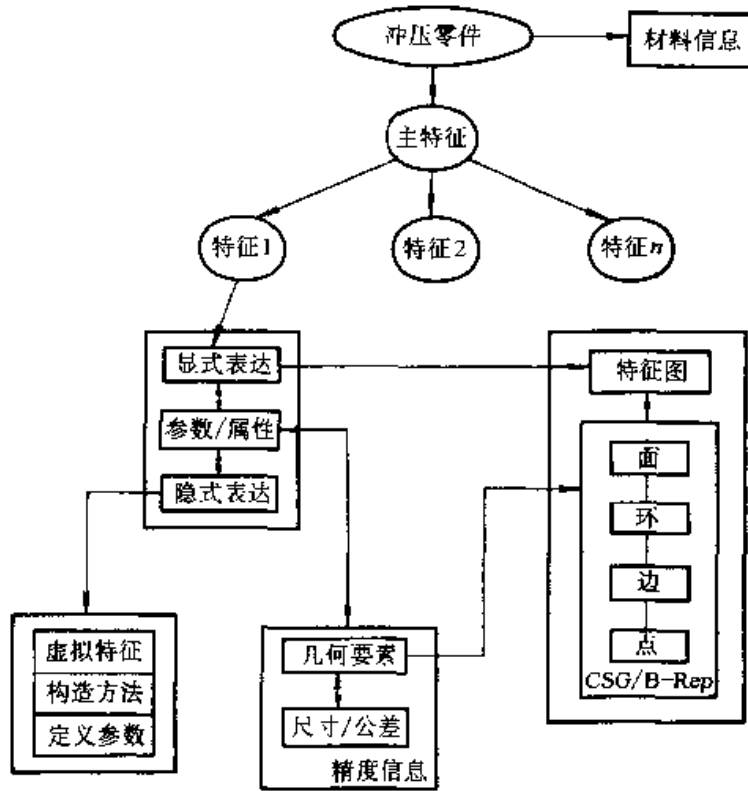 冲压零件
材料信息
主特征
特征1
特征2
特征n
显式表达
参数/属性
隐式表达
特征图
面
环
边
点
CSG/B-Rep
虚拟特征
构造方法
定义参数
几何要素
尺寸/公差
精度信息